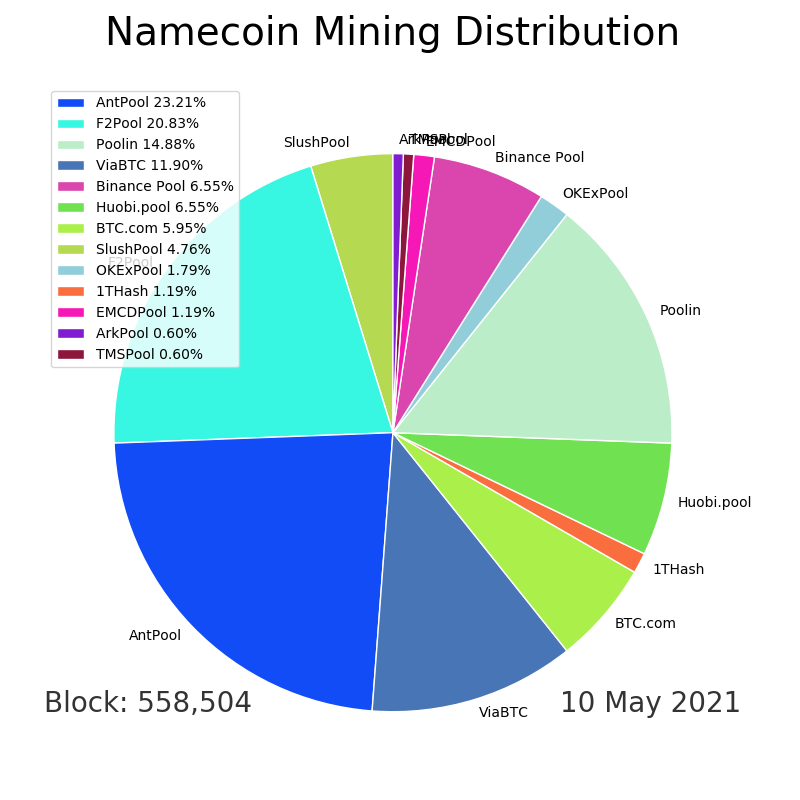 Namecoin Mining Distribution
AntPool 23.21%
F2Pool 20.83%
Poolin 14.88%
ViaBTC 11.90%
Binance Pool 6.55%
Huobi.pool 6.55%
BTC.com 5.95%
SlushPool 4.76%
OKExPool 1.79%
1THash 1.19%
EMCDPool 1.19%
ArkPool 0.60%
TMSPool 0.60%
SlushPool
ArkPool
TMSPool
EMCDPool
Binance Pool
OKExPool
F2Pool
Poolin
Huobi.pool
1THash
BTC.com
AntPool
ViaBTC
Block: 558,504
10 May 2021